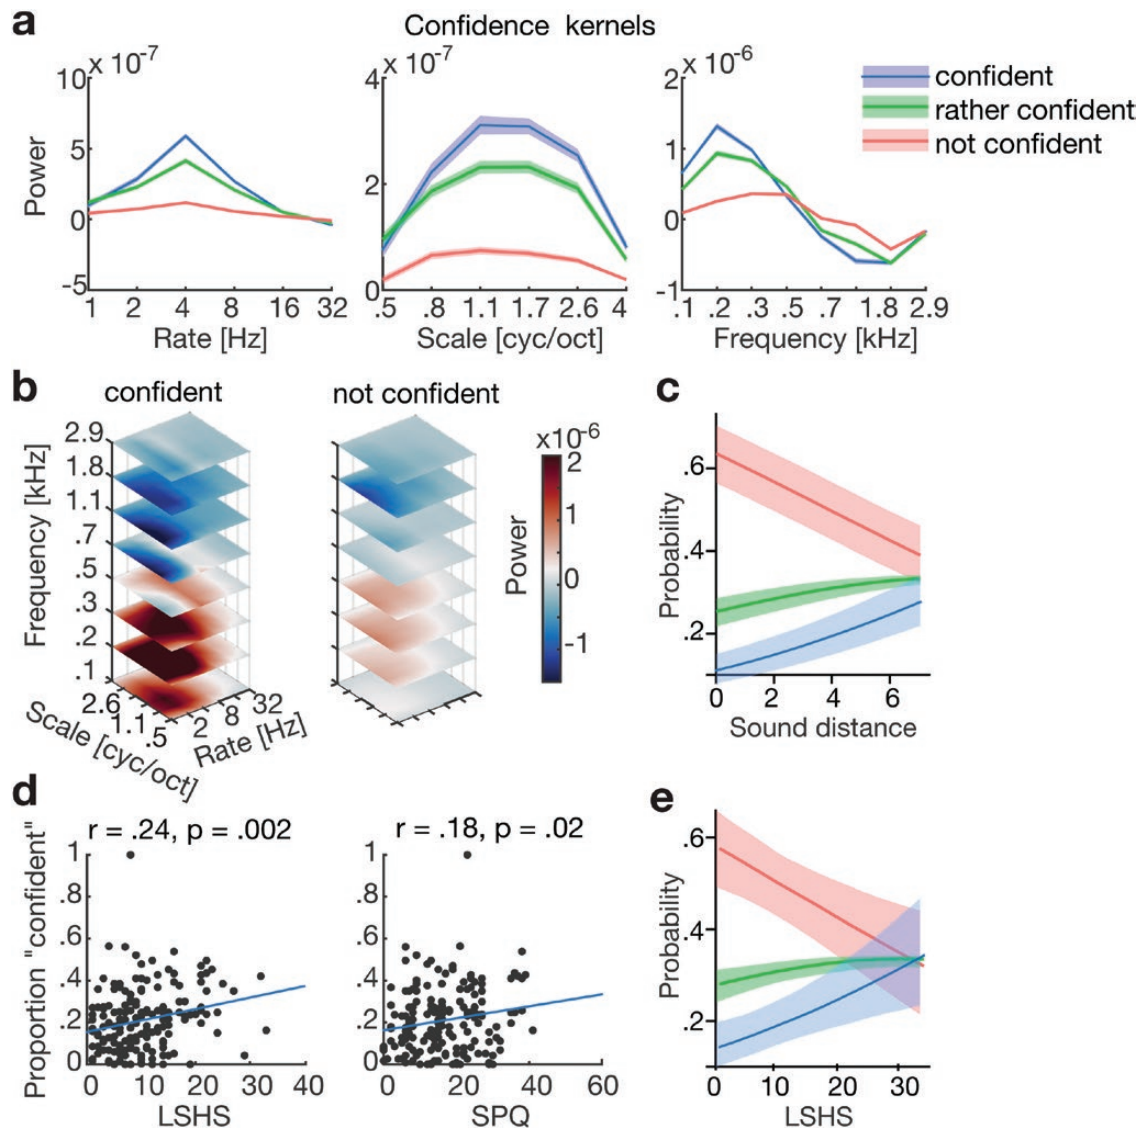 a
Confidence kernels
x 10⁻⁷
10
5
0
-5
Power
1 2 4 8 16 32
Rate [Hz]
x 10⁻⁷
4
2
0
.5 .8 1.1 1.7 2.6 4
Scale [cyc/oct]
x 10⁻⁶
2
1
0
-1
.1 .2 .3 .5 .7 1 1.8 2.9
Frequency [kHz]
confident
rather confident
not confident
b
confident
not confident
Frequency [kHz]
2.9
1.8
1.1
.7
.5
.3
.2
.1
2.6
1.1
.5
Scale [cyc/oct]
2
8
32
Rate [Hz]
Power
x10⁻⁶
2
1
0
-1
c
Probability
.6
.4
.2
0 2 4 6
Sound distance
d
r = .24, p = .002
Proportion "confident"
1
.8
.6
.4
.2
0
0 10 20 30 40
LSHS
r = .18, p = .02
1
.8
.6
.4
.2
0
0 20 40 60
SPQ
e
Probability
.6
.4
.2
0 10 20 30
LSHS